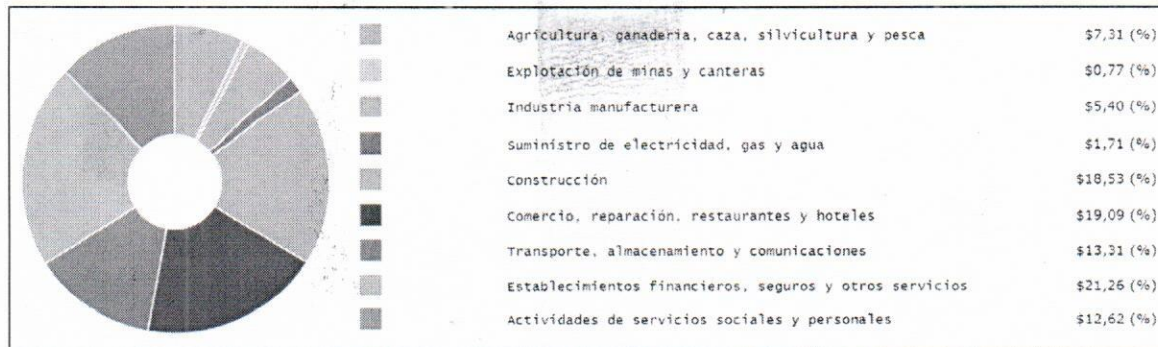 Agricultura, ganaderia, caza, silvicultura y pesca $7,31 (%)
Explotación de minas y canteras $0,77 (%)
Industria manufacturera $5,40 (%)
Suministro de electricidad, gas y agua $1,71 (%)
Construcción $18,53 (%)
Comercio, reparación, restaurantes y hoteles $19,09 (%)
Transporte, almacenamiento y comunicaciones $13,31 (%)
Establecimientos financieros, seguros y otros servicios $21,26 (%)
Actividades de servicios sociales y personales $12,62 (%)